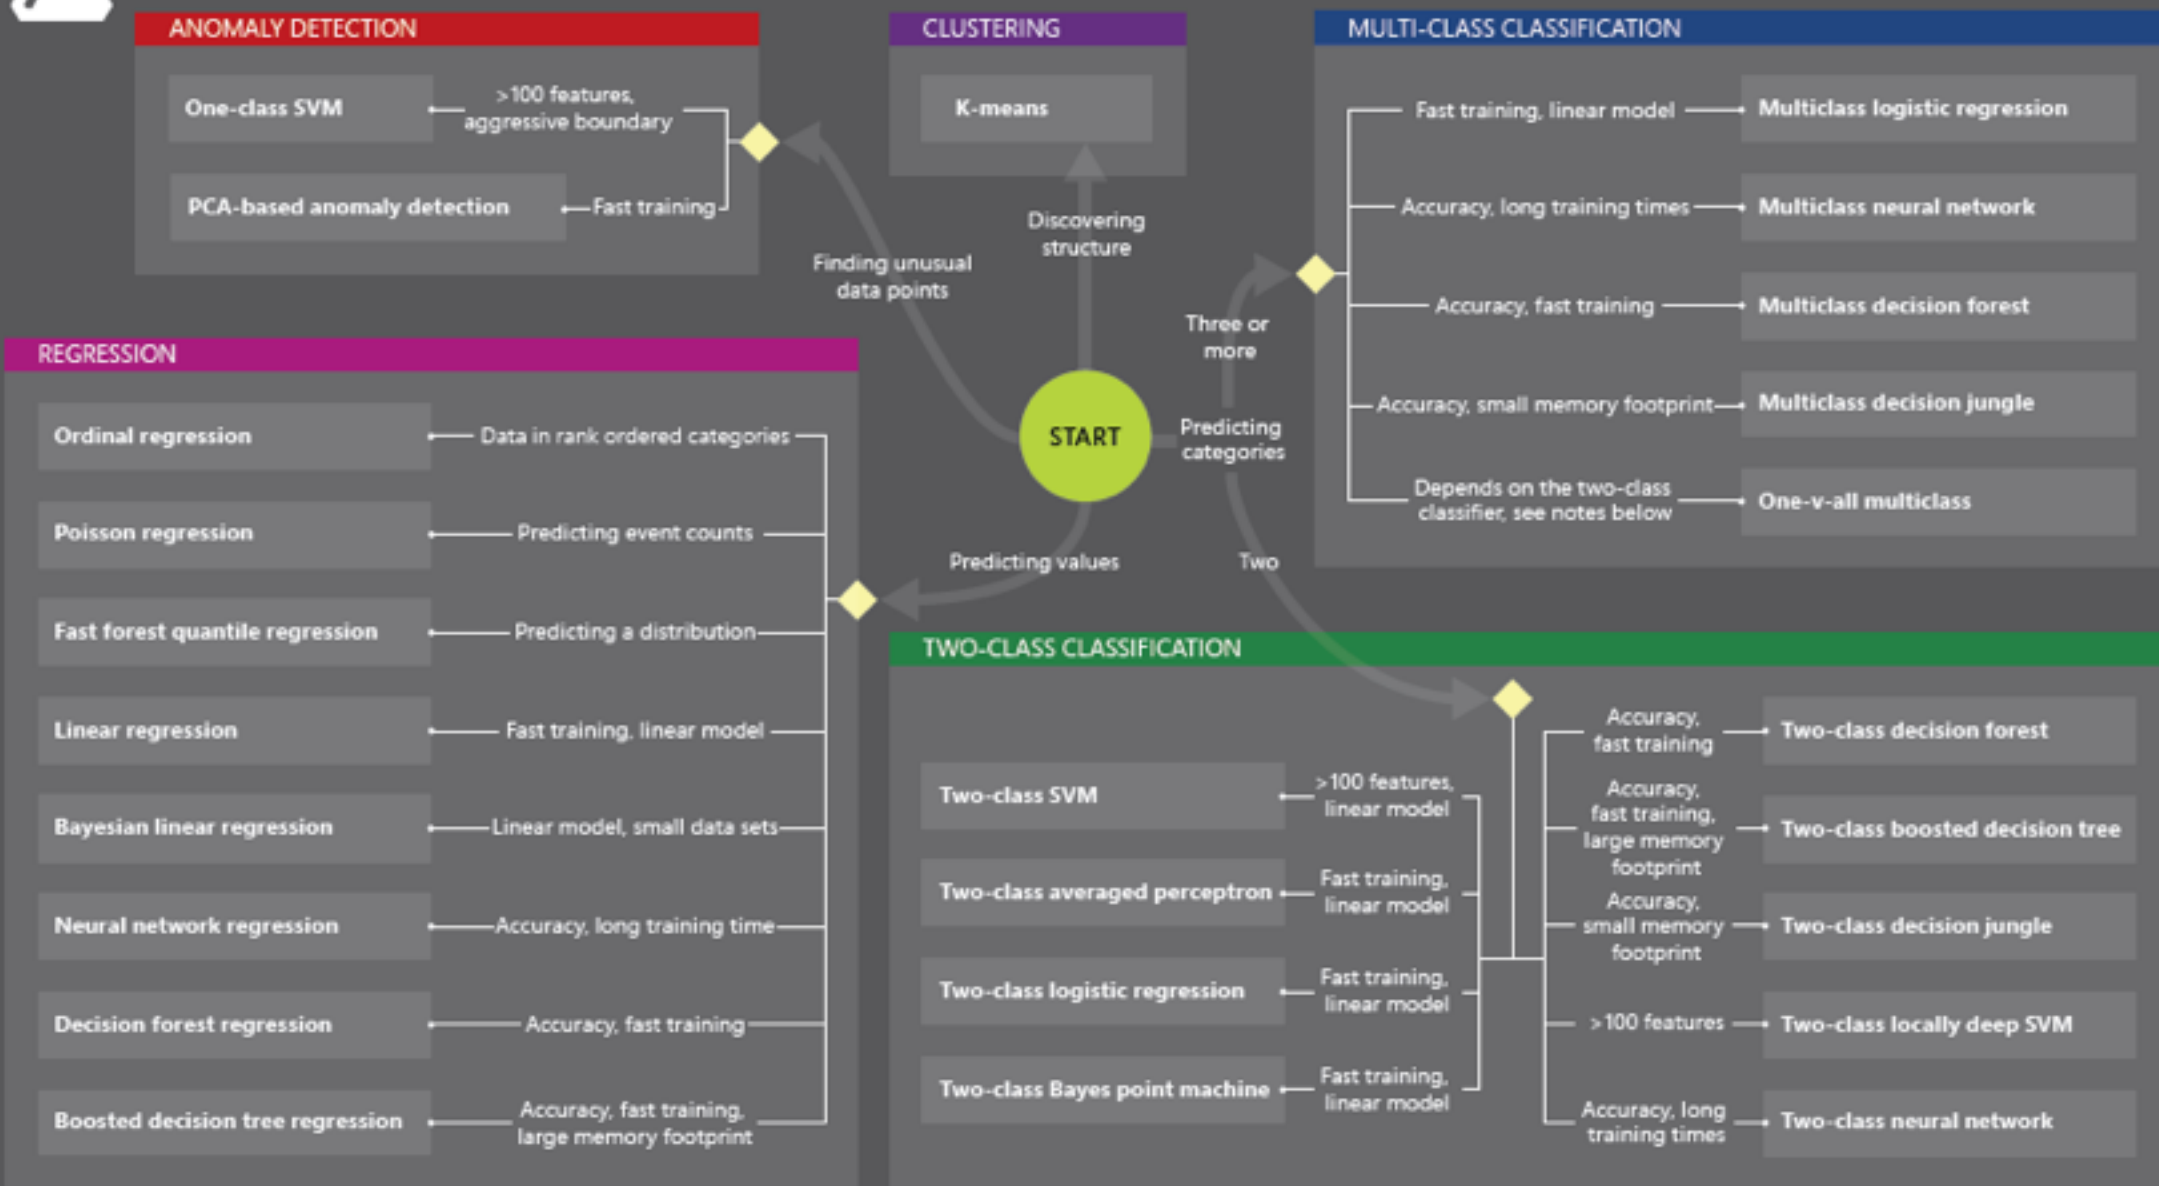 ANOMALY DETECTION
One-class SVM
>100 features,
aggressive boundary
PCA-based anomaly detection
Fast training
CLUSTERING
K-means
MULTI-CLASS CLASSIFICATION
Fast training, linear model
Multiclass logistic regression
Accuracy, long training times
Multiclass neural network
Accuracy, fast training
Multiclass decision forest
Accuracy, small memory footprint
Multiclass decision jungle
Depends on the two-class
classifier, see notes below
One-v-all multiclass
Finding unusual
data points
Discovering
structure
Three or
more
START
Predicting
categories
Predicting values
Two
REGRESSION
Ordinal regression
Data in rank ordered categories
Poisson regression
Predicting event counts
Fast forest quantile regression
Predicting a distribution
Linear regression
Fast training, linear model
Bayesian linear regression
Linear model, small data sets
Neural network regression
Accuracy, long training time
Decision forest regression
Accuracy, fast training
Boosted decision tree regression
Accuracy, fast training,
large memory footprint
TWO-CLASS CLASSIFICATION
Two-class SVM
>100 features,
linear model
Two-class averaged perceptron
Fast training,
linear model
Two-class logistic regression
Fast training,
linear model
Two-class Bayes point machine
Fast training,
linear model
Accuracy,
fast training
Two-class decision forest
Accuracy,
fast training,
large memory
footprint
Two-class boosted decision tree
Accuracy,
small memory
footprint
Two-class decision jungle
>100 features
Two-class locally deep SVM
Accuracy, long
training times
Two-class neural network